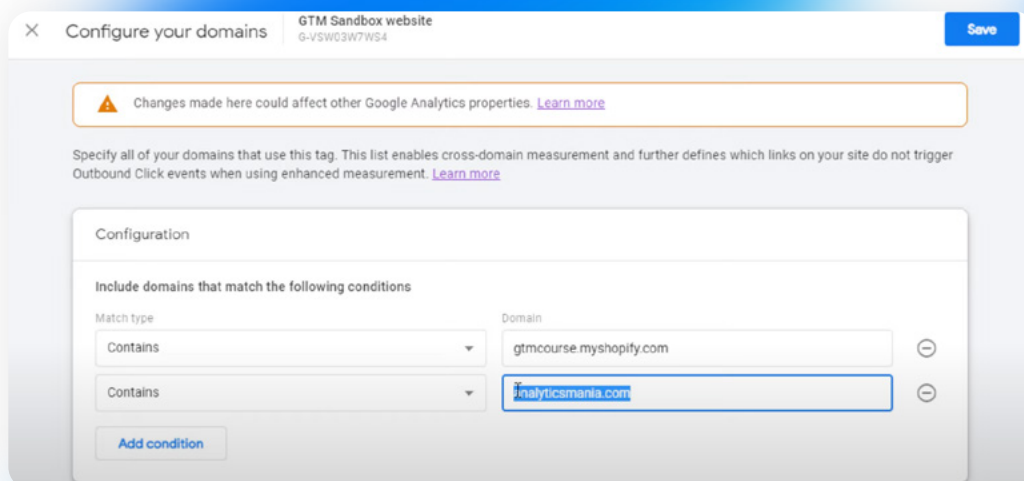 Configure your domains
GTM Sandbox website
G-VSW03W7WS4
Save
Changes made here could affect other Google Analytics properties. Learn more
Specify all of your domains that use this tag. This list enables cross-domain measurement and further defines which links on your site do not trigger
Outbound Click events when using enhanced measurement. Learn more
Configuration
Include domains that match the following conditions
Match type
Domain
Contains
gtmcourse.myshopify.com
Contains
analyticsmania.com
Add condition